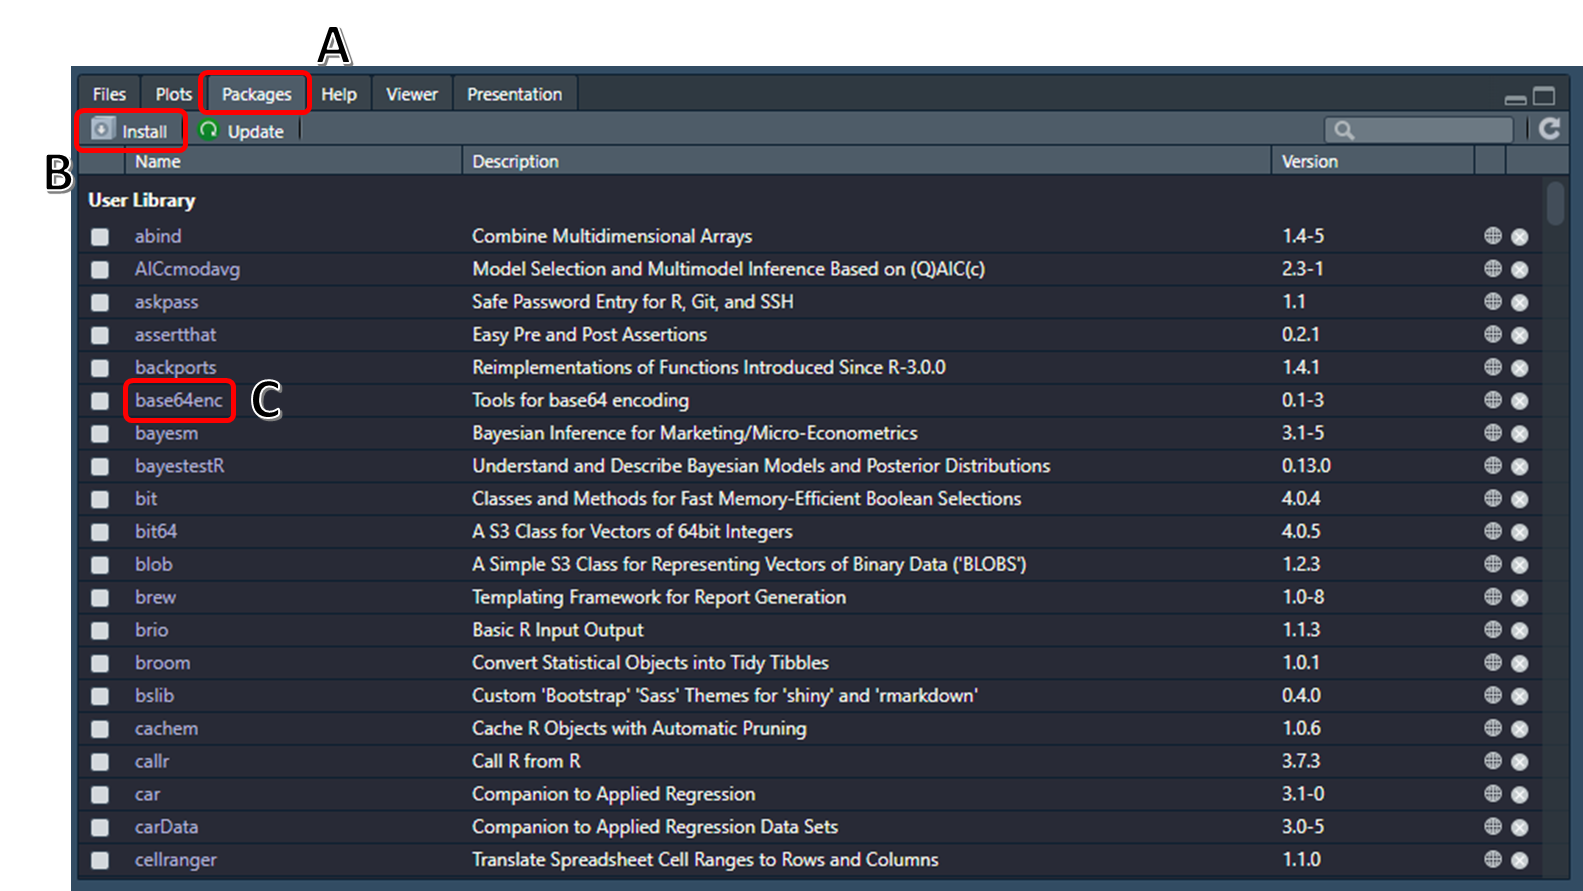 A
Files Plots Packages Help Viewer Presentation
Install Update
B
Name Description Version
User Library
abind Combine Multidimensional Arrays 1.4-5
AICcmodavg Model Selection and Multimodel Inference Based on (Q)AIC(c) 2.3-1
askpass Safe Password Entry for R, Git, and SSH 1.1
assertthat Easy Pre and Post Assertions 0.2.1
backports Reimplementations of Functions Introduced Since R-3.0.0 1.4.1
base64enc C Tools for base64 encoding 0.1-3
bayesm Bayesian Inference for Marketing/Micro-Econometrics 3.1-5
bayestestR Understand and Describe Bayesian Models and Posterior Distributions 0.13.0
bit Classes and Methods for Fast Memory-Efficient Boolean Selections 4.0.4
bit64 A S3 Class for Vectors of 64bit Integers 4.0.5
blob A Simple S3 Class for Representing Vectors of Binary Data ('BLOBS') 1.2.3
brew Templating Framework for Report Generation 1.0-8
brio Basic R Input Output 1.1.3
broom Convert Statistical Objects into Tidy Tibbles 1.0.1
bslib Custom 'Bootstrap' 'Sass' Themes for 'shiny' and 'rmarkdown' 0.4.0
cachem Cache R Objects with Automatic Pruning 1.0.6
callr Call R from R 3.7.3
car Companion to Applied Regression 3.1-0
carData Companion to Applied Regression Data Sets 3.0-5
cellranger Translate Spreadsheet Cell Ranges to Rows and Columns 1.1.0